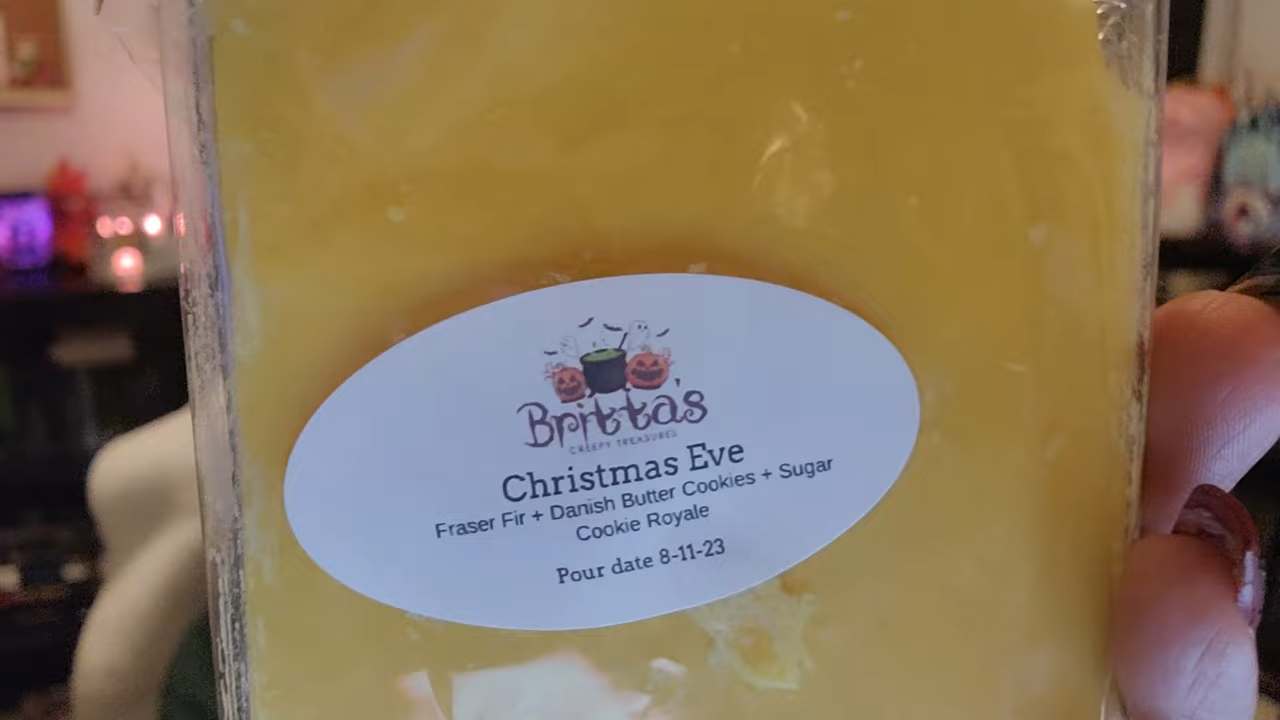 Britta's
CREEPY TREASURES
Christmas Eve
Fraser Fir + Danish Butter Cookies + Sugar
Cookie Royale
Pour date 8-11-23